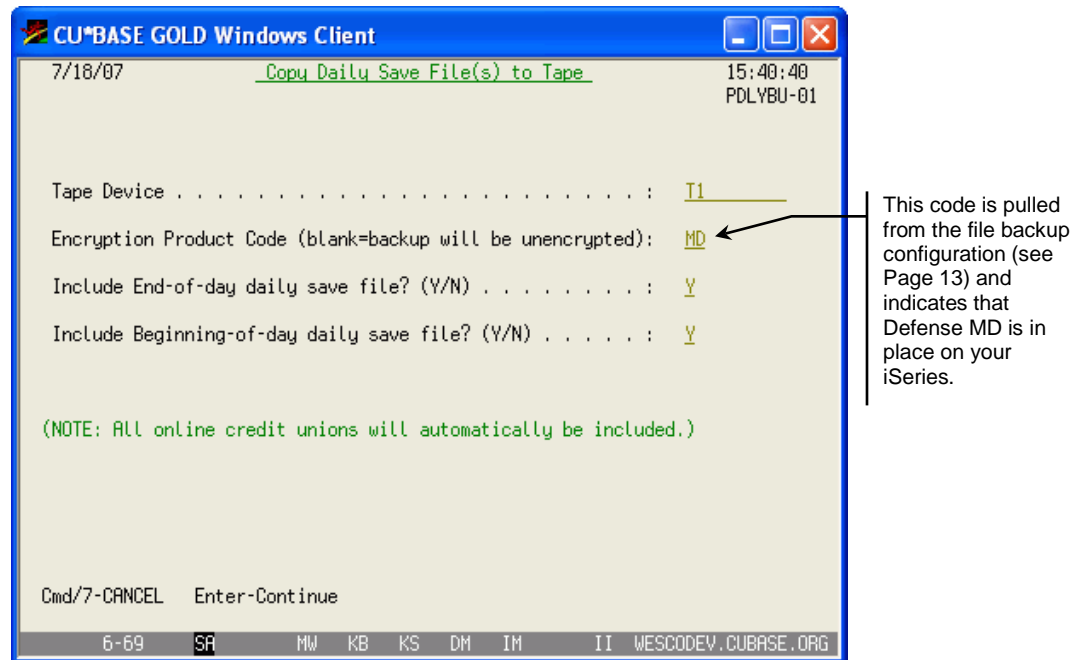 CU*BASE GOLD Windows Client
7/18/07 Copy Daily Save File(s) to Tape 15:40:40
PDLYBU-01
Tape Device . . . . . . . . . . . . . . . . . . . . . . . . : T1
Encryption Product Code (blank=backup will be unencrypted): MD
Include End-of-day daily save file? (Y/N) . . . . . . . . . : Y
Include Beginning-of-day daily save file? (Y/N) . . . . . : Y
(NOTE: All online credit unions will automatically be included.)
Cmd/7-CANCEL Enter-Continue
6-69 SA MW KB KS DM IM II WESCODEV.CUBASE.ORG
This code is pulled
from the file backup
configuration (see
Page 13) and
indicates that
Defense MD is in
place on your
iSeries.